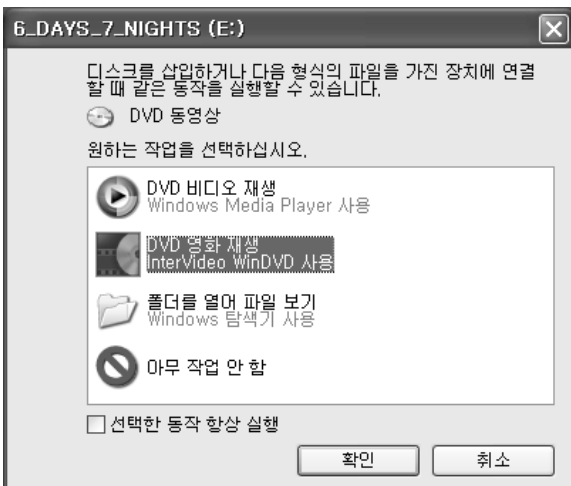 6_DAYS_7_NIGHTS (E:)
디스크를 삽입하거나 다음 형식의 파일을 가진 장치에 연결
할 때 같은 동작을 실행할 수 있습니다.
DVD 동영상
원하는 작업을 선택하십시오.
DVD 비디오 재생
Windows Media Player 사용
DVD 영화 재생
InterVideo WinDVD 사용
폴더를 열어 파일 보기
Windows 탐색기 사용
아무 작업 안 함
선택한 동작 항상 실행
확인
취소